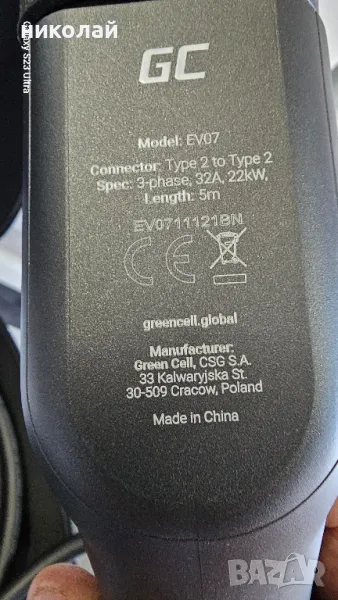 николай
Galaxy S23 Ultra
GC
Model: EV07
Connector: Type 2 to Type 2
Spec: 3-phase, 32A, 22kW,
Length: 5m
EV0711121BN
CE
greencell.global
Manufacturer:
Green Cell, CSG S.A.
33 Kalwaryjska St.
30-509 Cracow, Poland
Made in China
BAZAR
bg